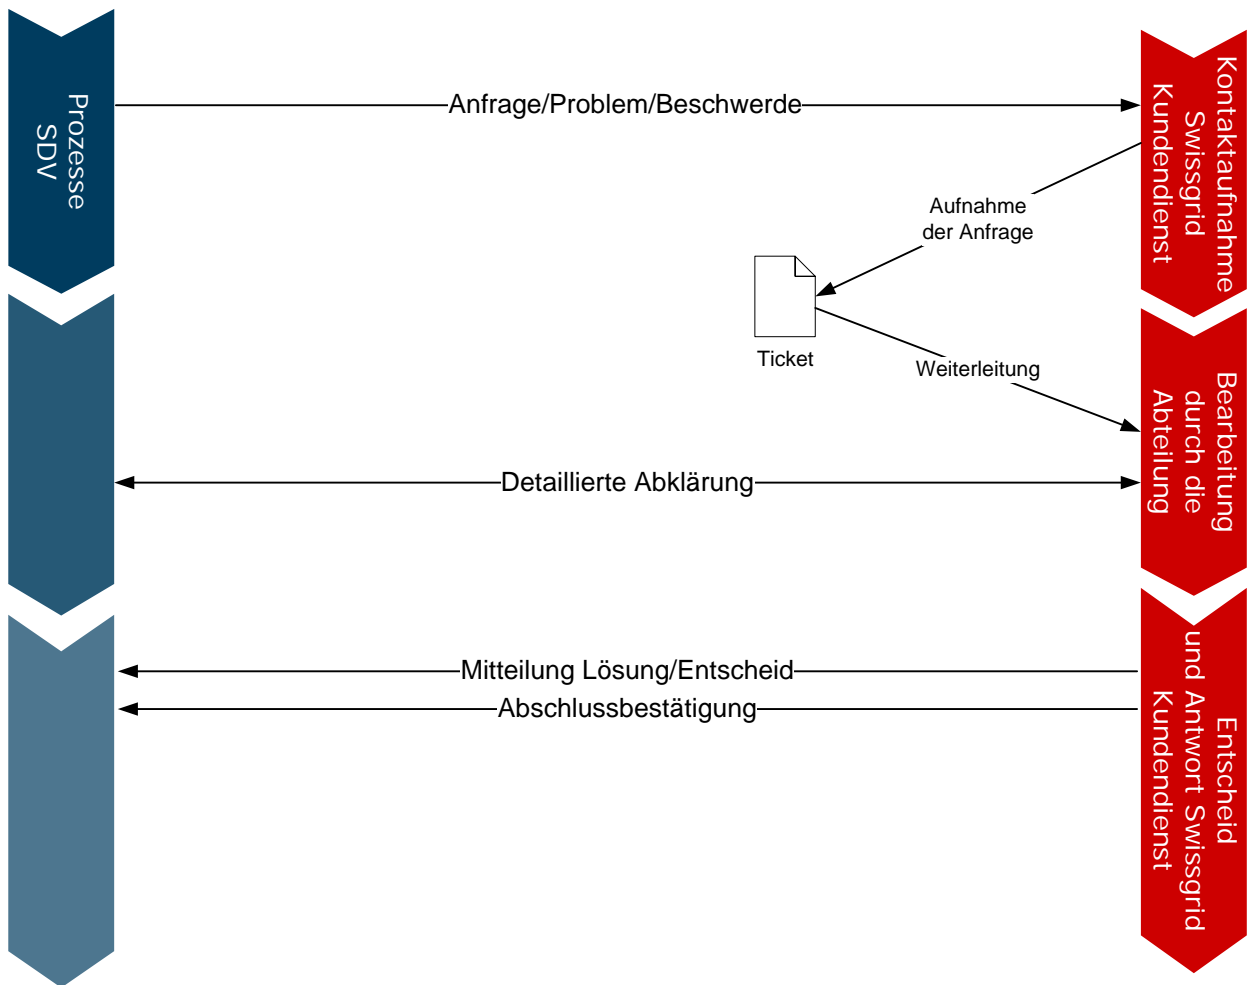 Prozesse
SDV
Anfrage/Problem/Beschwerde
Kontaktaufnahme
Swissgrid
Kundendienst
Aufnahme
der Anfrage
Ticket
Weiterleitung
Bearbeitung
durch die
Abteilung
Detaillierte Abklärung
Mitteilung Lösung/Entscheid
Abschlussbestätigung
Entscheid
und Antwort Swissgrid
Kundendienst